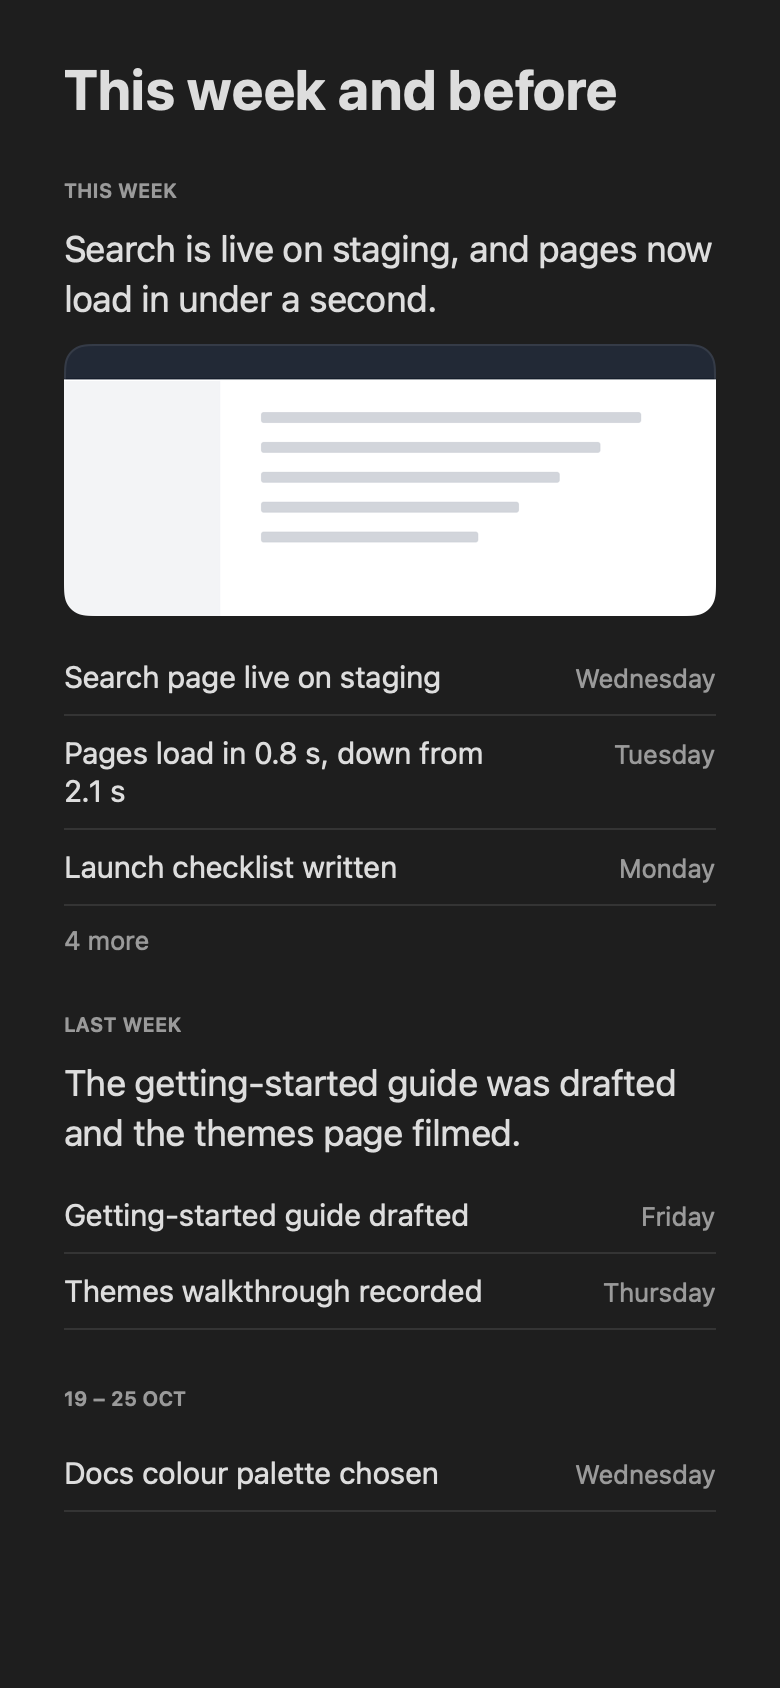 This week and before
THIS WEEK
Search is live on staging, and pages now
load in under a second.
Search page live on staging Wednesday
Pages load in 0.8 s, down from Tuesday
2.1 s
Launch checklist written Monday
4 more
LAST WEEK
The getting-started guide was drafted
and the themes page filmed.
Getting-started guide drafted Friday
Themes walkthrough recorded Thursday
19 – 25 OCT
Docs colour palette chosen Wednesday